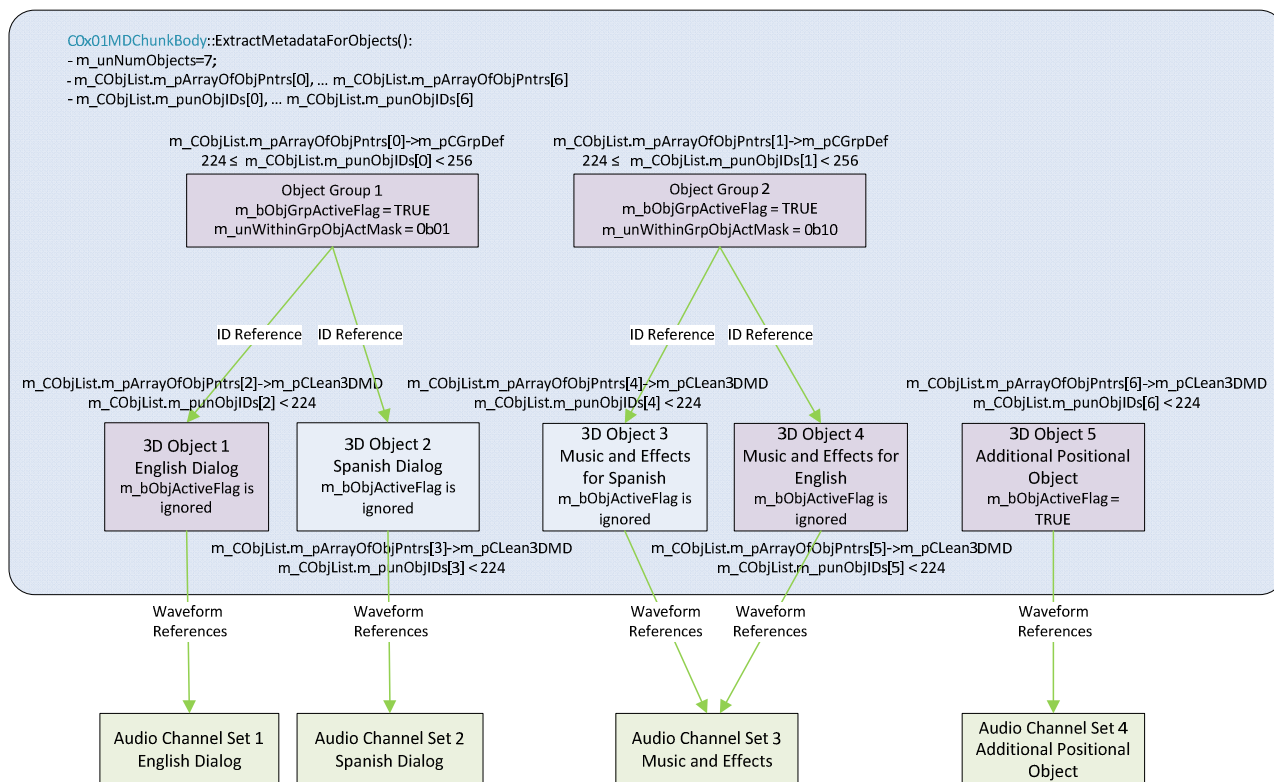 C0x01MDChunkBody::ExtractMetadataForObjects():
- m_unNumObjects=7;
- m_CObjList.m_pArrayOfObjPntrs[0], ... m_CObjList.m_pArrayOfObjPntrs[6]
- m_CObjList.m_punObjIDs[0], ... m_CObjList.m_punObjIDs[6]
m_CObjList.m_pArrayOfObjPntrs[0]->m_pCGrpDef
224 ≤ m_CObjList.m_punObjIDs[0] < 256
m_CObjList.m_pArrayOfObjPntrs[1]->m_pCGrpDef
224 ≤ m_CObjList.m_punObjIDs[1] < 256
Object Group 1
m_bObjGrpActiveFlag = TRUE
m_unWithinGrpObjActMask = 0b01
Object Group 2
m_bObjGrpActiveFlag = TRUE
m_unWithinGrpObjActMask = 0b10
ID Reference
ID Reference
ID Reference
ID Reference
m_CObjList.m_pArrayOfObjPntrs[2]->m_pCLean3DMD
m_CObjList.m_punObjIDs[2] < 224
m_CObjList.m_pArrayOfObjPntrs[4]->m_pCLean3DMD
m_CObjList.m_punObjIDs[4] < 224
m_CObjList.m_pArrayOfObjPntrs[6]->m_pCLean3DMD
m_CObjList.m_punObjIDs[6] < 224
3D Object 1
English Dialog
m_bObjActiveFlag is
ignored
3D Object 2
Spanish Dialog
m_bObjActiveFlag is
ignored
3D Object 3
Music and Effects
for Spanish
m_bObjActiveFlag is
ignored
3D Object 4
Music and Effects for
English
m_bObjActiveFlag is
ignored
3D Object 5
Additional Positional
Object
m_bObjActiveFlag =
TRUE
m_CObjList.m_pArrayOfObjPntrs[3]->m_pCLean3DMD
m_CObjList.m_punObjIDs[3] < 224
m_CObjList.m_pArrayOfObjPntrs[5]->m_pCLean3DMD
m_CObjList.m_punObjIDs[5] < 224
Waveform
References
Waveform
References
Waveform
References
Waveform
References
Waveform
References
Audio Channel Set 1
English Dialog
Audio Channel Set 2
Spanish Dialog
Audio Channel Set 3
Music and Effects
Audio Channel Set 4
Additional Positional
Object